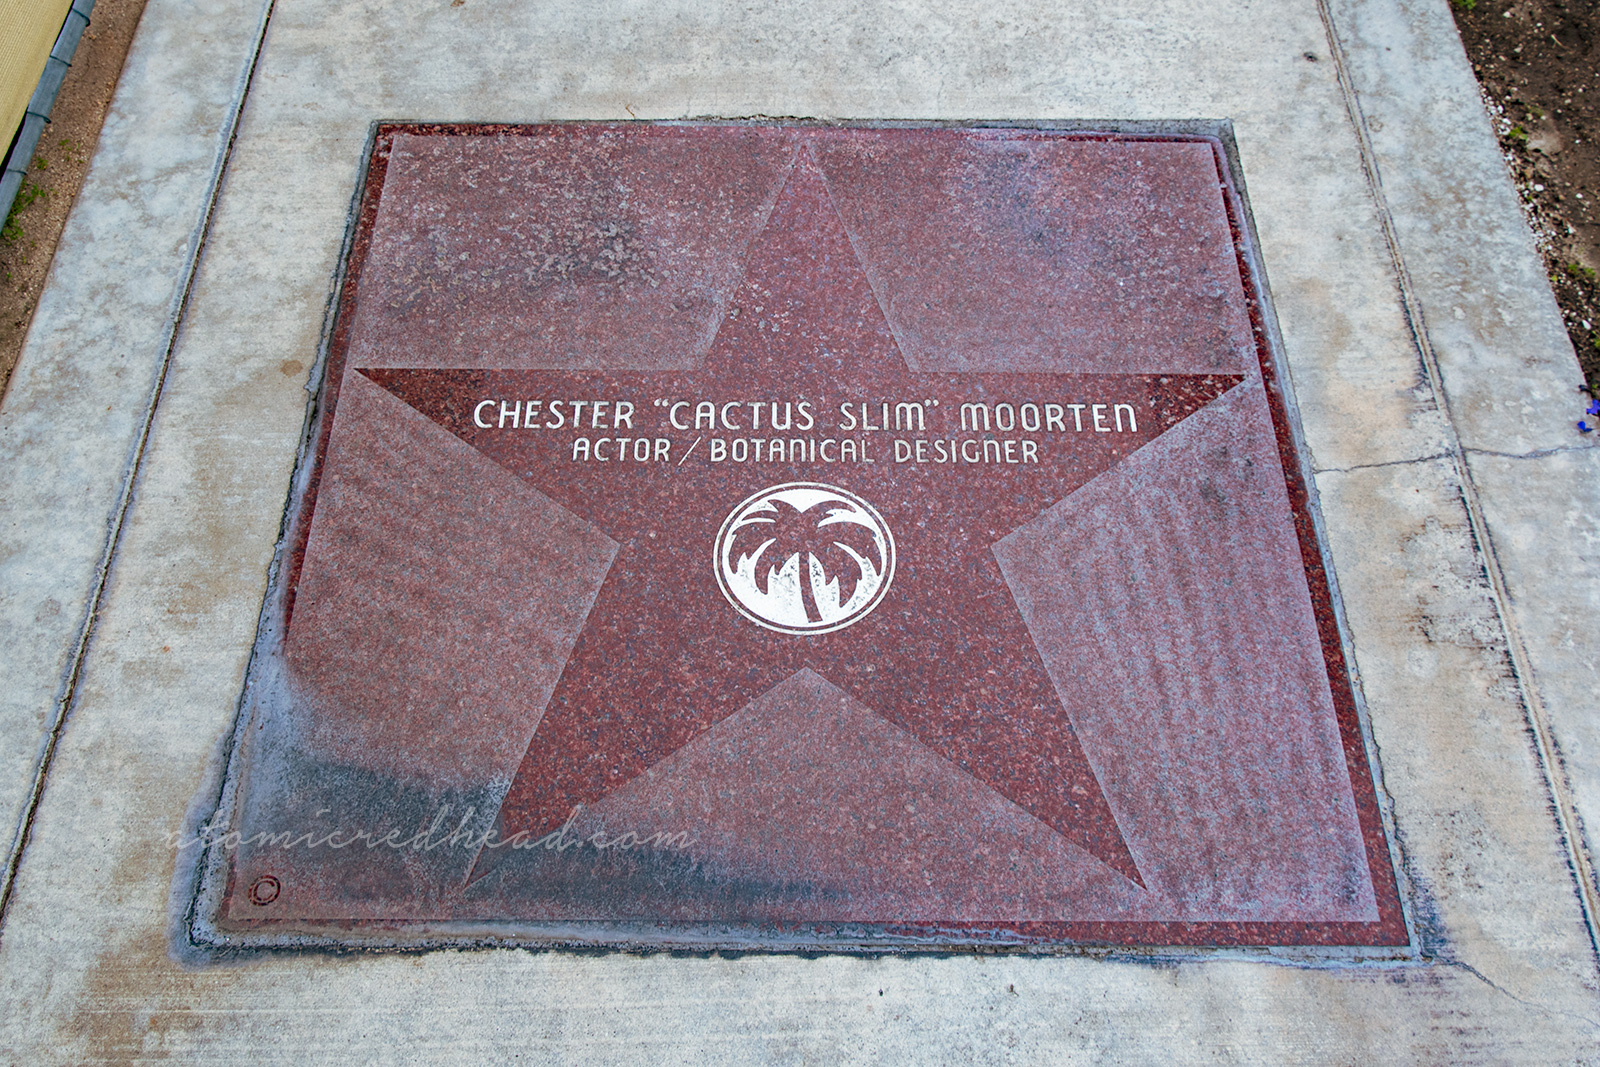 CHESTER “CACTUS SLIM” MOORTEN
ACTOR / BOTANICAL DESIGNER
atomicredhead.com
©